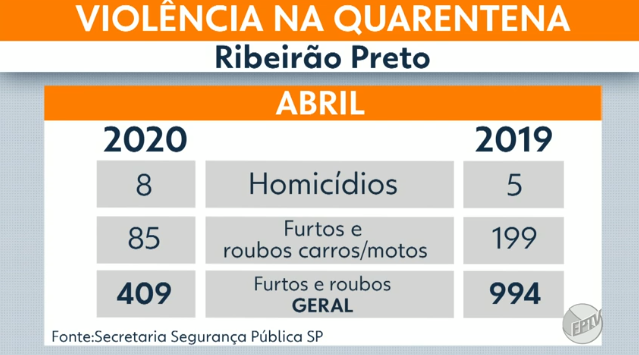 VIOLÊNCIA NA QUARENTENA
Ribeirão Preto
ABRIL
2020 2019
8 Homicídios 5
85 Furtos e roubos carros/motos 199
409 Furtos e roubos GERAL 994
Fonte:Secretaria Segurança Pública SP
EPTV